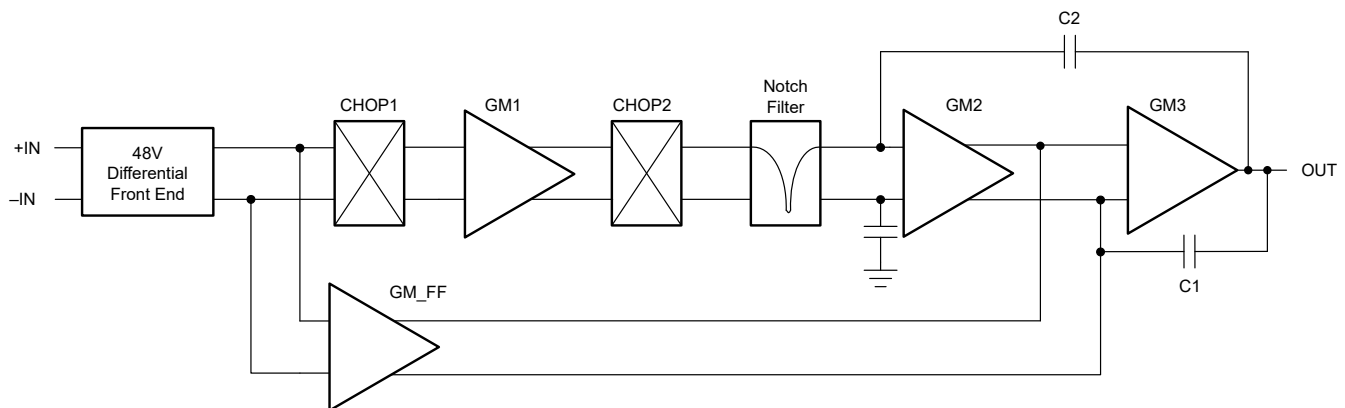 C2
CHOP1
GM1
CHOP2
Notch
Filter
GM2
GM3
+IN
–IN
48V
Differential
Front End
OUT
C1
GM_FF